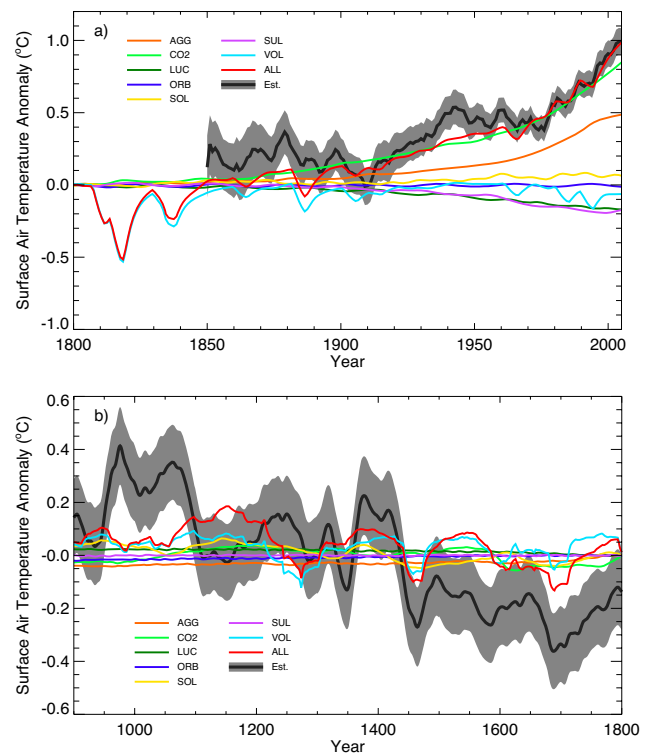 a)
AGG SUL
CO2 VOL
LUC ALL
ORB Est.
SOL
1.0
0.5
0.0
-0.5
-1.0
Surface Air Temperature Anomaly (°C)
1800 1850 1900 1950 2000
Year
b)
0.6
0.4
0.2
-0.0
-0.2
-0.4
-0.6
Surface Air Temperature Anomaly (°C)
AGG SUL
CO2 VOL
LUC ALL
ORB Est.
SOL
1000 1200 1400 1600 1800
Year